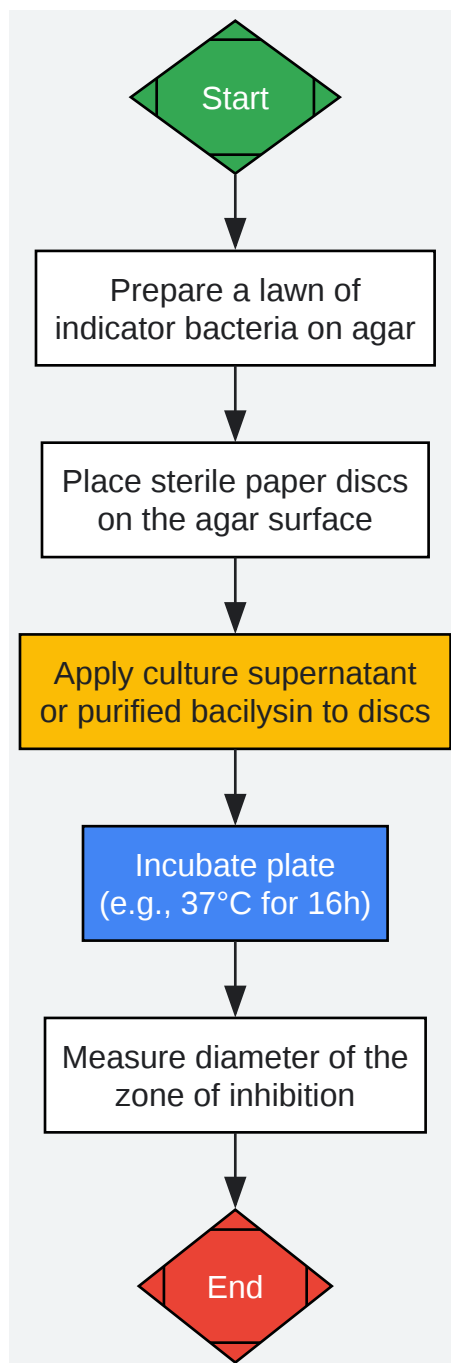 Start
Prepare a lawn of
indicator bacteria on agar
Place sterile paper discs
on the agar surface
Apply culture supernatant
or purified bacilysin to discs
Incubate plate
(e.g., 37°C for 16h)
Measure diameter of the
zone of inhibition
End